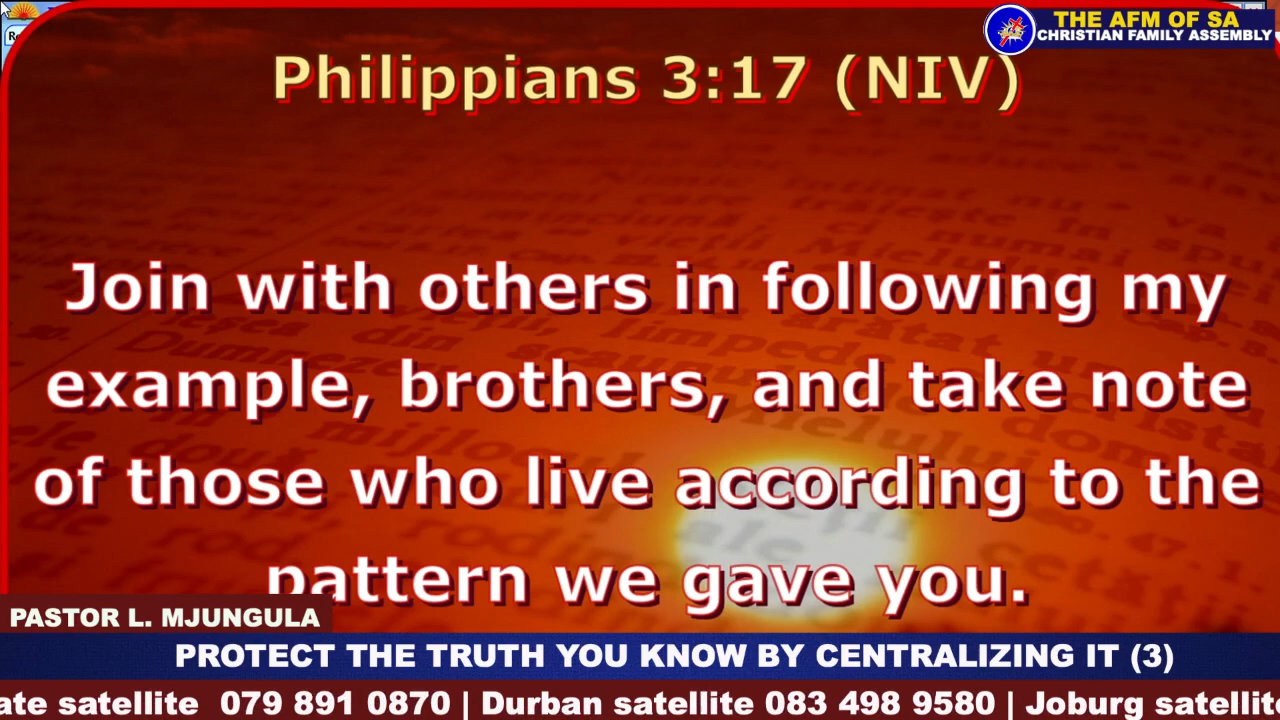 THE AFM OF SA
CHRISTIAN FAMILY ASSEMBLY
Philippians 3:17 (NIV)
Join with others in following my
example, brothers, and take note
of those who live according to the
pattern we gave you.
PASTOR L. MJUNGULA
PROTECT THE TRUTH YOU KNOW BY CENTRALIZING IT (3)
ate satellite 079 891 0870 | Durban satellite 083 498 9580 | Joburg satellite